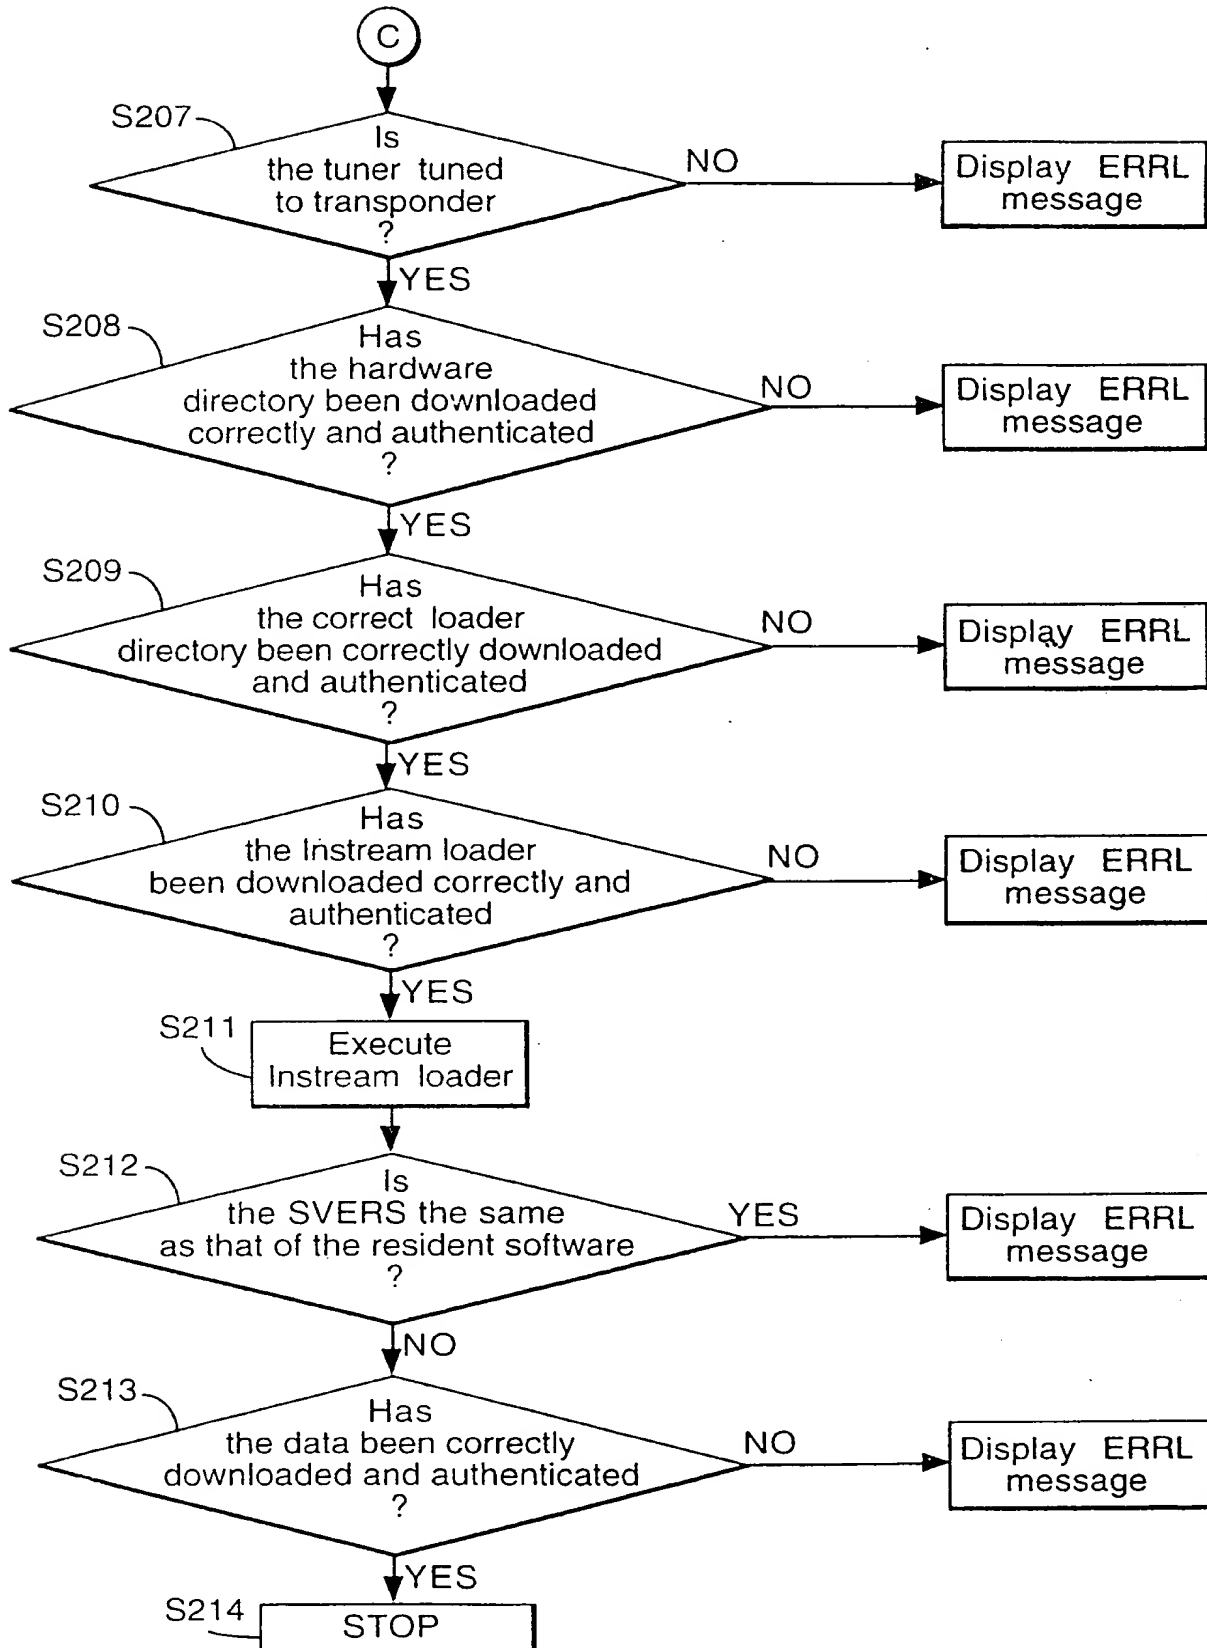 C
S207
Is
the tuner tuned
to transponder
?
NO
Display ERRL
message
YES
S208
Has
the hardware
directory been downloaded
correctly and authenticated
?
NO
Display ERRL
message
YES
S209
Has
the correct loader
directory been correctly downloaded
and authenticated
?
NO
Display ERRL
message
YES
S210
Has
the Instream loader
been downloaded correctly and
authenticated
?
NO
Display ERRL
message
YES
S211
Execute
Instream loader
S212
Is
the SVERS the same
as that of the resident software
?
YES
Display ERRL
message
NO
S213
Has
the data been correctly
downloaded and authenticated
?
NO
Display ERRL
message
YES
S214
STOP